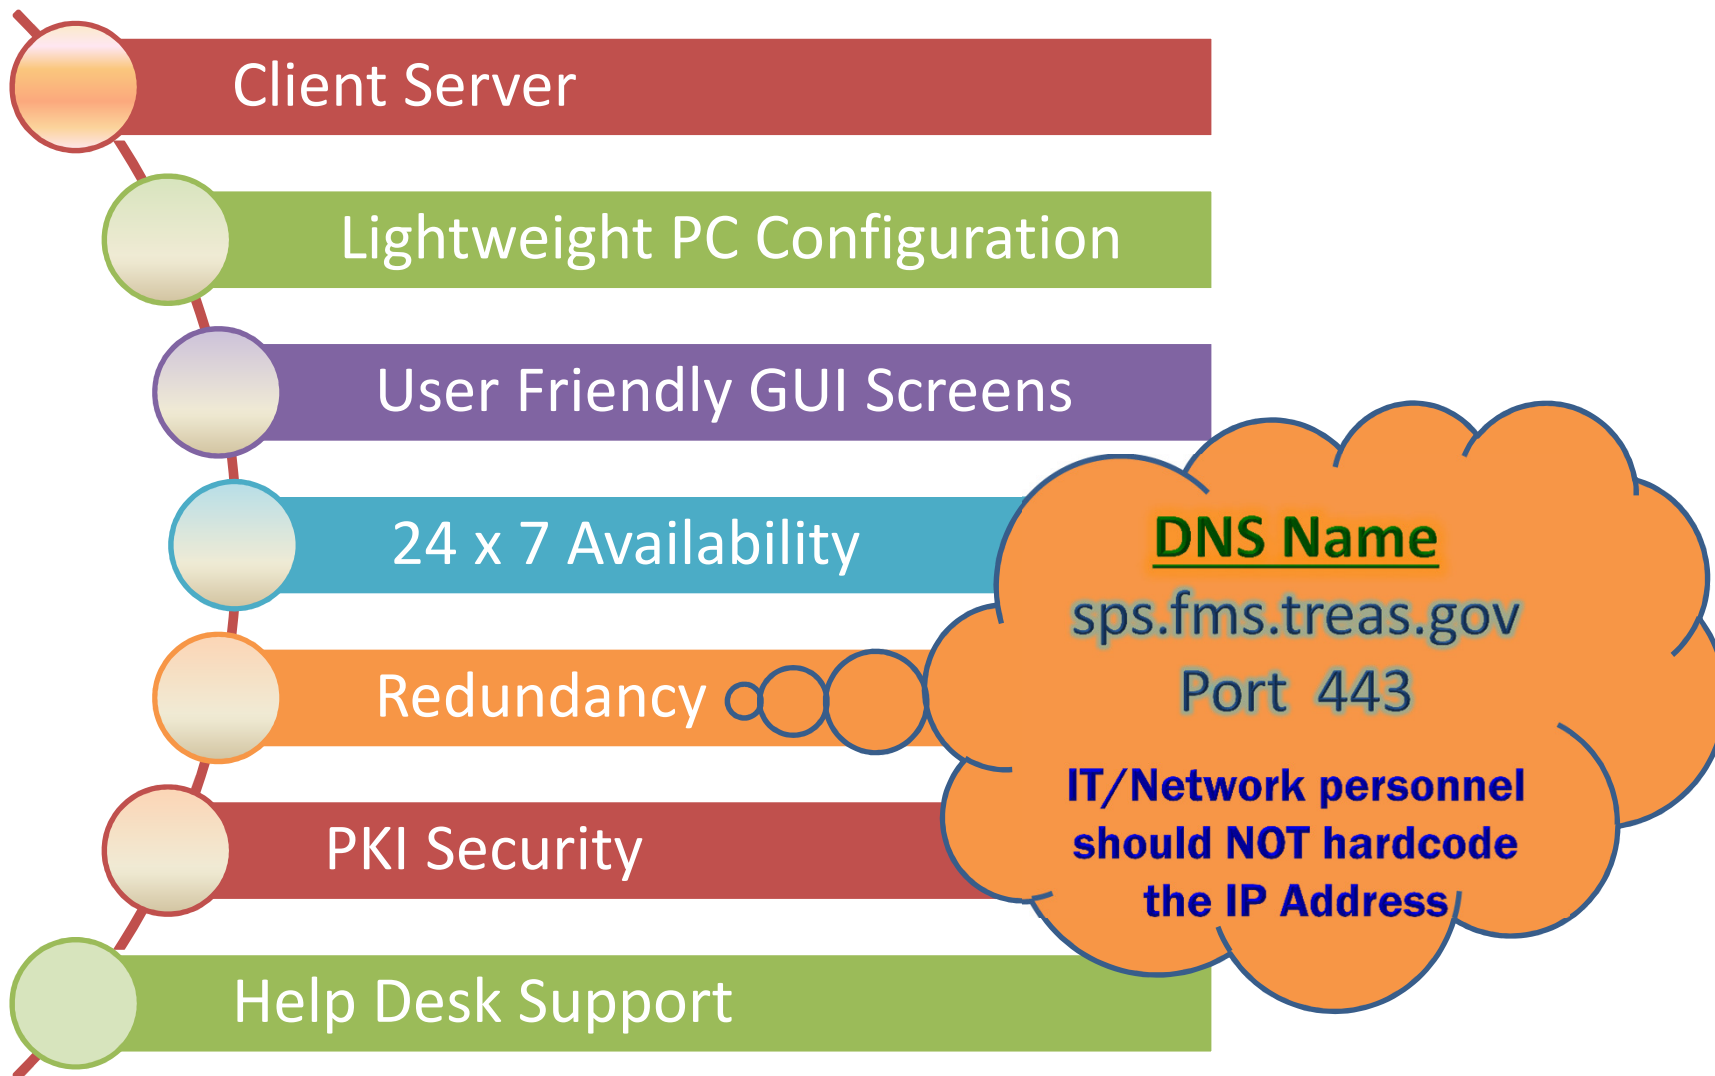 Client Server
Lightweight PC Configuration
User Friendly GUI Screens
24 x 7 Availability
Redundancy
PKI Security
Help Desk Support
DNS Name
sps.fms.treas.gov
Port 443
IT/Network personnel
should NOT hardcode
the IP Address